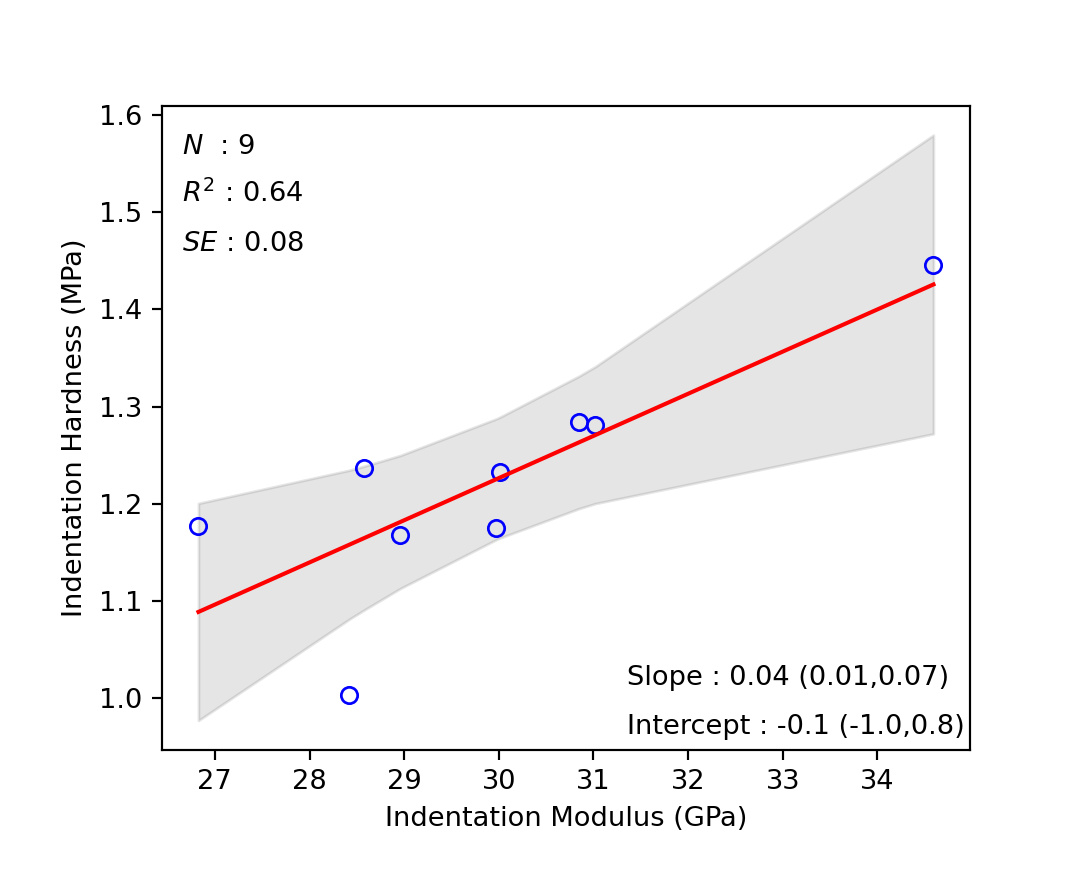 1.6
1.5
1.4
1.3
1.2
1.1
1.0
Indentation Hardness (MPa)
N : 9
R² : 0.64
SE : 0.08
Slope : 0.04 (0.01,0.07)
Intercept : -0.1 (-1.0,0.8)
27 28 29 30 31 32 33 34
Indentation Modulus (GPa)